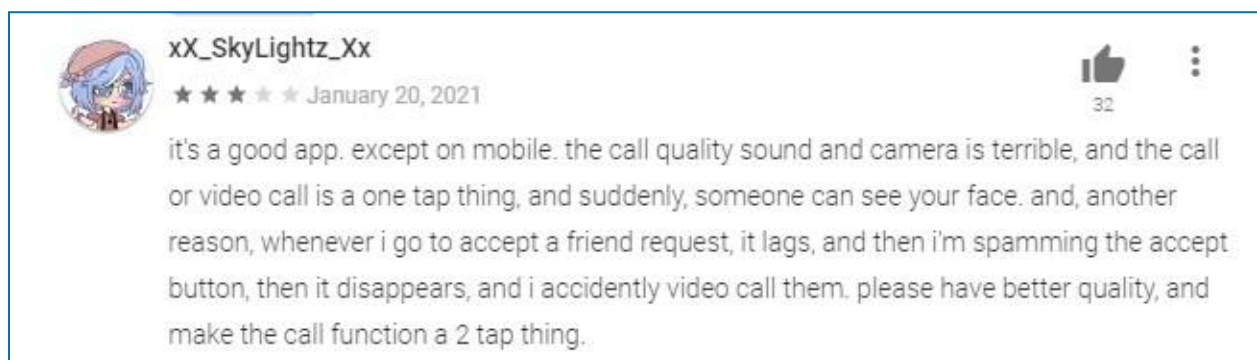 xX_SkyLightz_Xx
January 20, 2021
32
it's a good app. except on mobile. the call quality sound and camera is terrible, and the call
or video call is a one tap thing, and suddenly, someone can see your face. and, another
reason, whenever i go to accept a friend request, it lags, and then i'm spamming the accept
button, then it disappears, and i accidently video call them. please have better quality, and
make the call function a 2 tap thing.